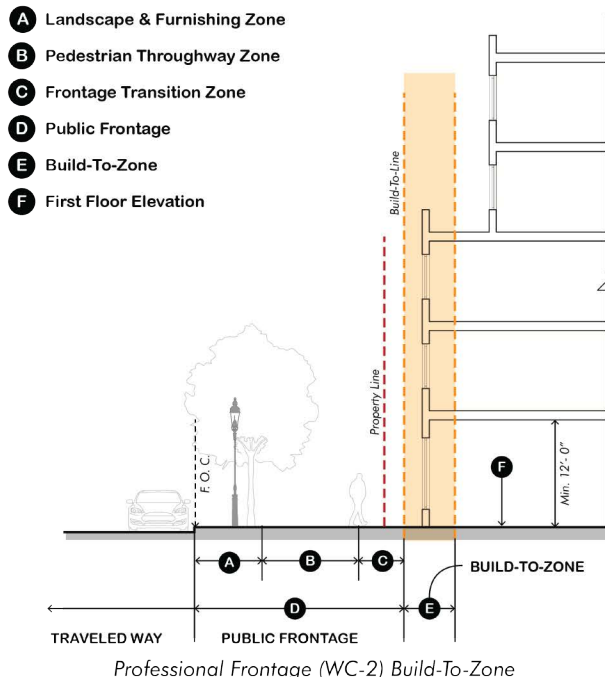 A Landscape & Furnishing Zone
B Pedestrian Throughway Zone
C Frontage Transition Zone
D Public Frontage
E Build-To-Zone
F First Floor Elevation
Build-To-Line
Property Line
F. O. C.
F
Min. 12'- 0"
A B C
BUILD-TO-ZONE
D E
TRAVELED WAY PUBLIC FRONTAGE
Professional Frontage (WC-2) Build-To-Zone